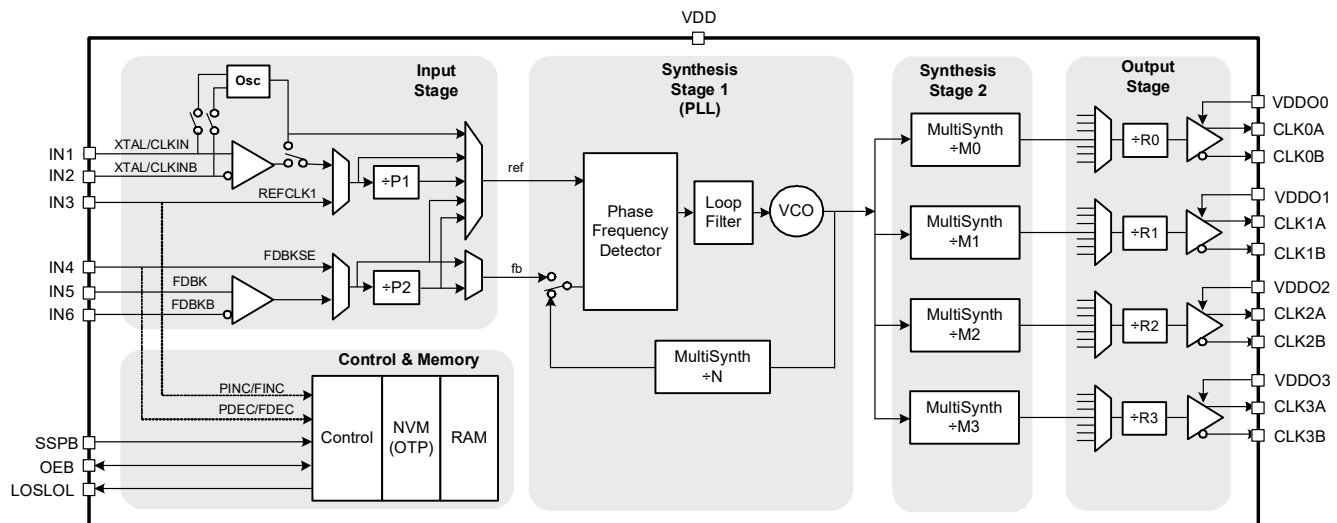 VDD
Input
Stage
Osc
IN1
XTAL/CLKIN
IN2
XTAL/CLKINB
IN3
REFCLK1
÷P1
IN4
FDBKSE
IN5
FDBK
IN6
FDBKB
÷P2
ref
fb
Synthesis
Stage 1
(PLL)
Phase
Frequency
Detector
Loop
Filter
VCO
MultiSynth
÷N
Synthesis
Stage 2
MultiSynth
÷M0
MultiSynth
÷M1
MultiSynth
÷M2
MultiSynth
÷M3
Output
Stage
÷R0
÷R1
÷R2
÷R3
VDDO0
CLK0A
CLK0B
VDDO1
CLK1A
CLK1B
VDDO2
CLK2A
CLK2B
VDDO3
CLK3A
CLK3B
Control & Memory
PINC/FINC
PDEC/FDEC
Control
NVM
(OTP)
RAM
SSPB
OEB
LOSLOL